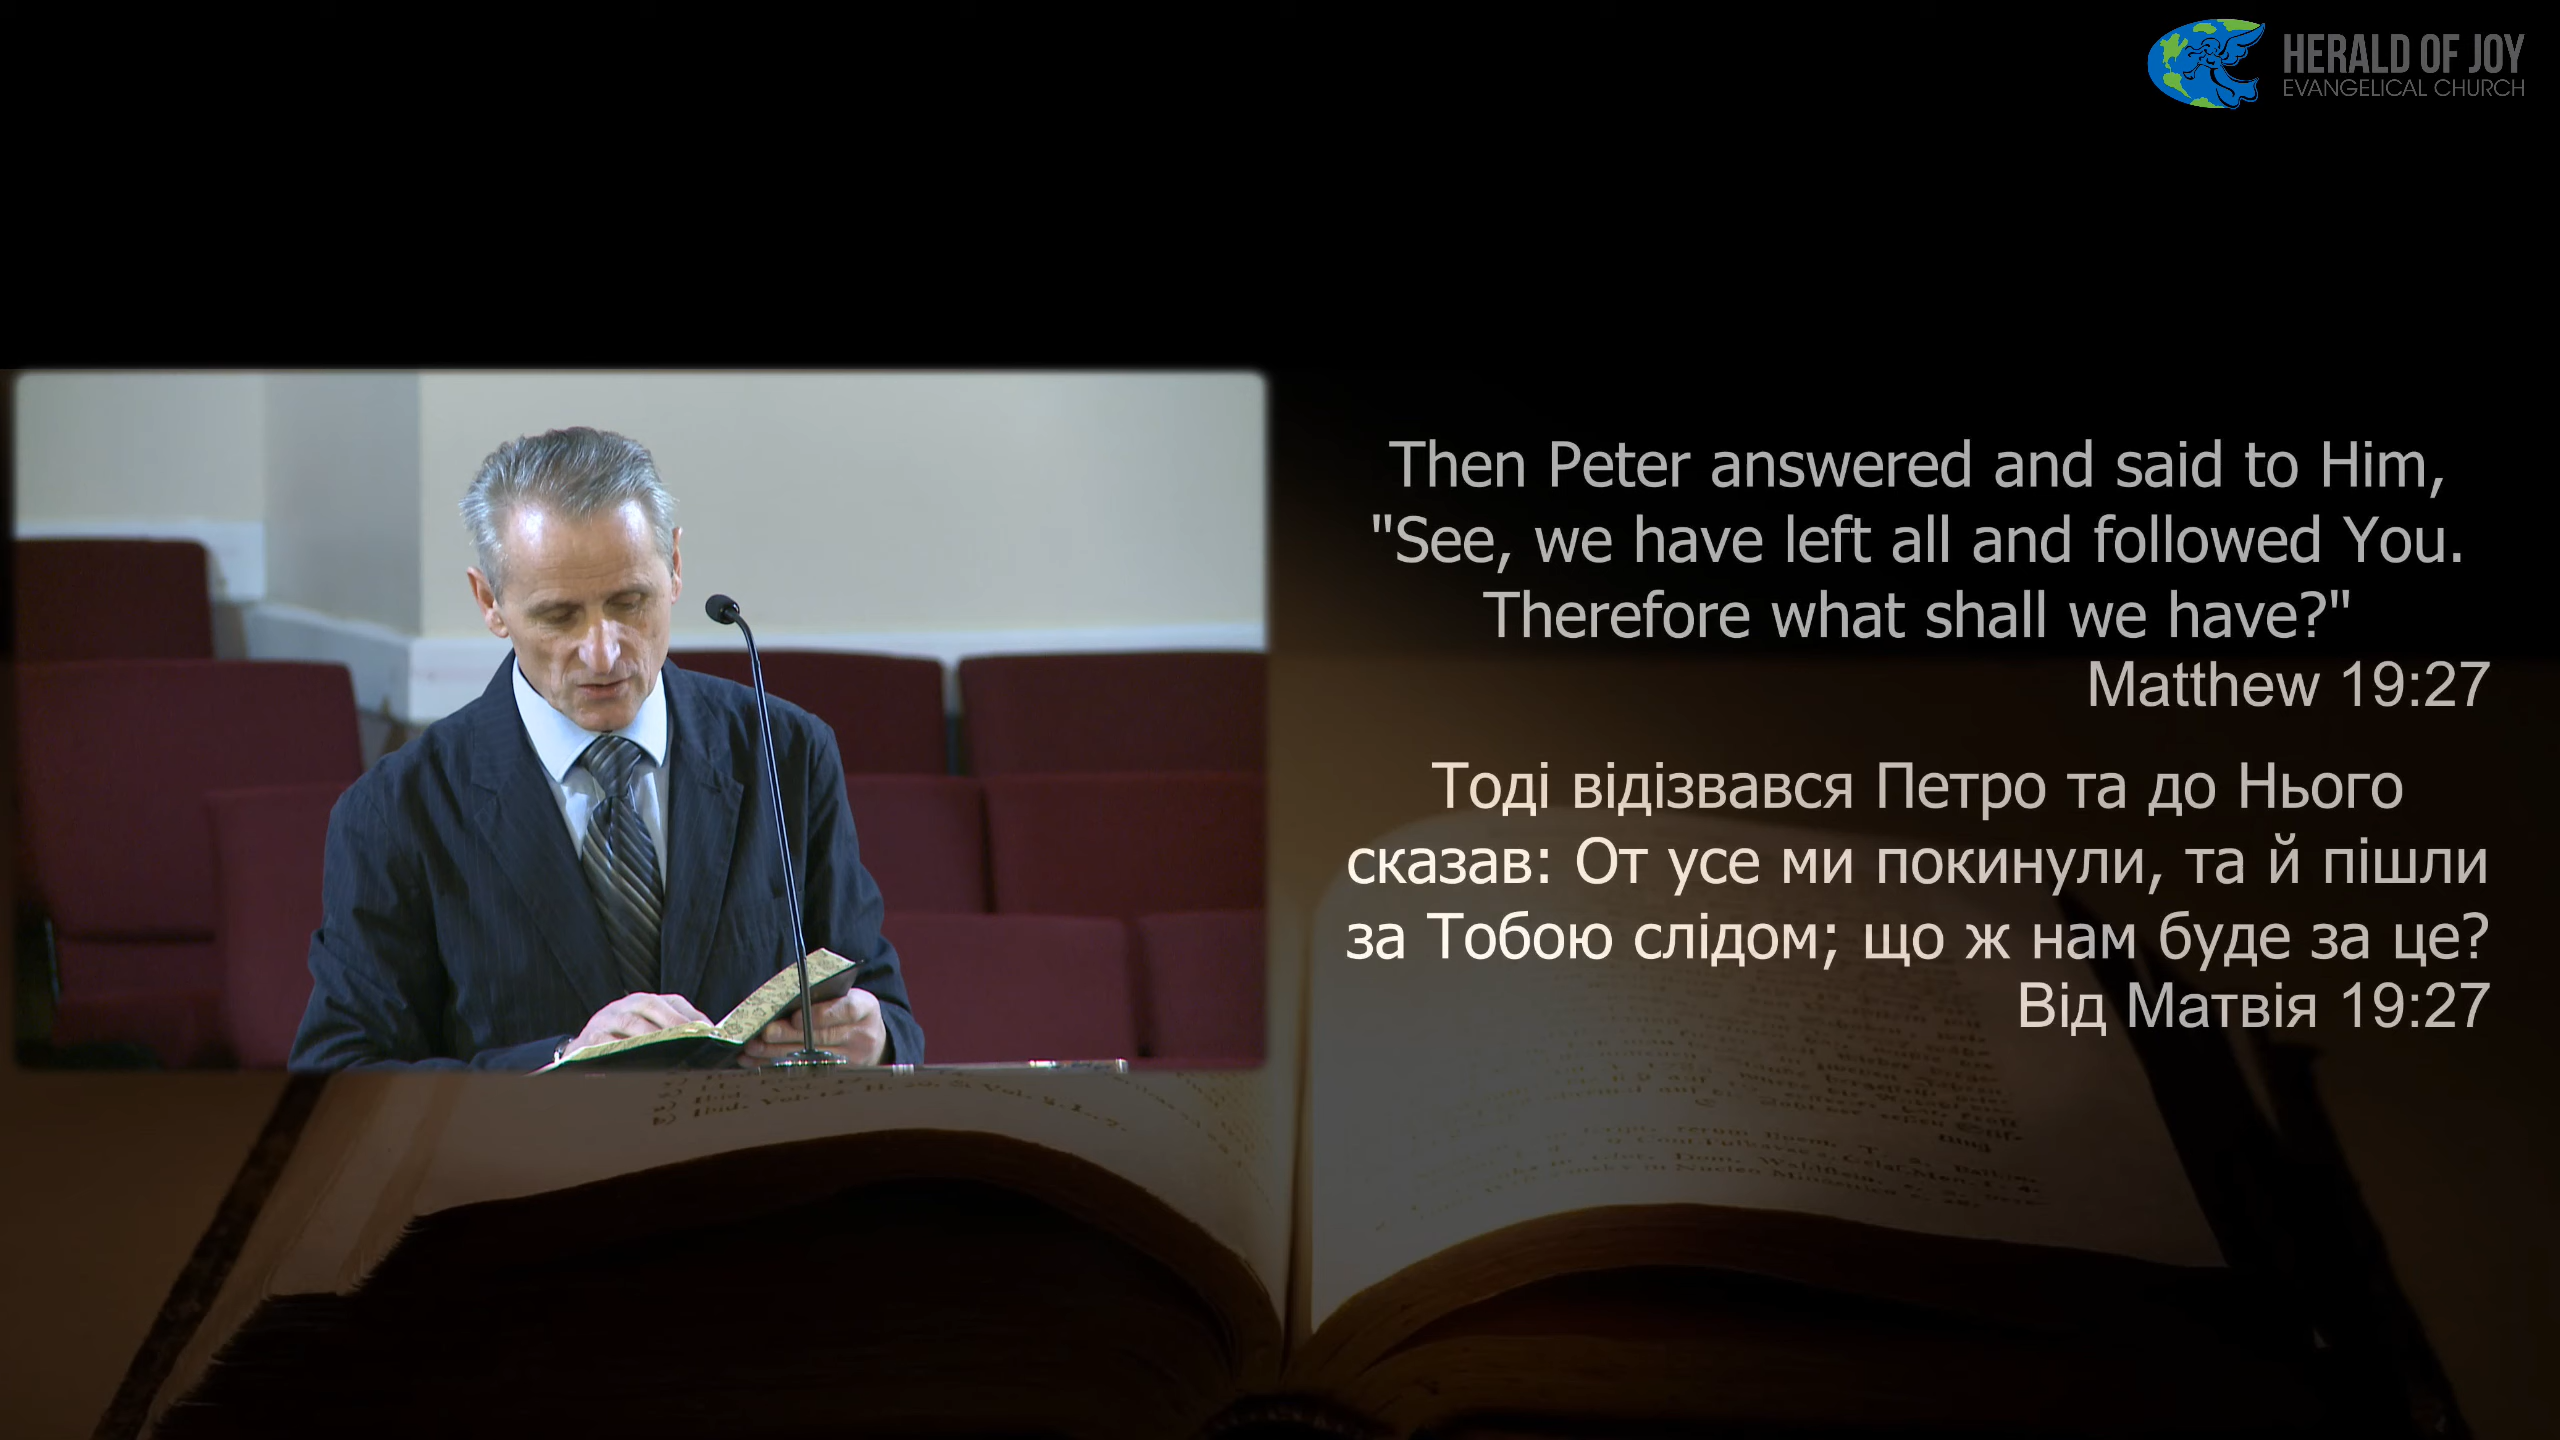 HERALD OF JOY
EVANGELICAL CHURCH
Then Peter answered and said to Him,
"See, we have left all and followed You.
Therefore what shall we have?"
Matthew 19:27
Тоді відізвався Петро та до Нього
сказав: От усе ми покинули, та й пішли
за Тобою слідом; що ж нам буде за це?
Від Матвія 19:27